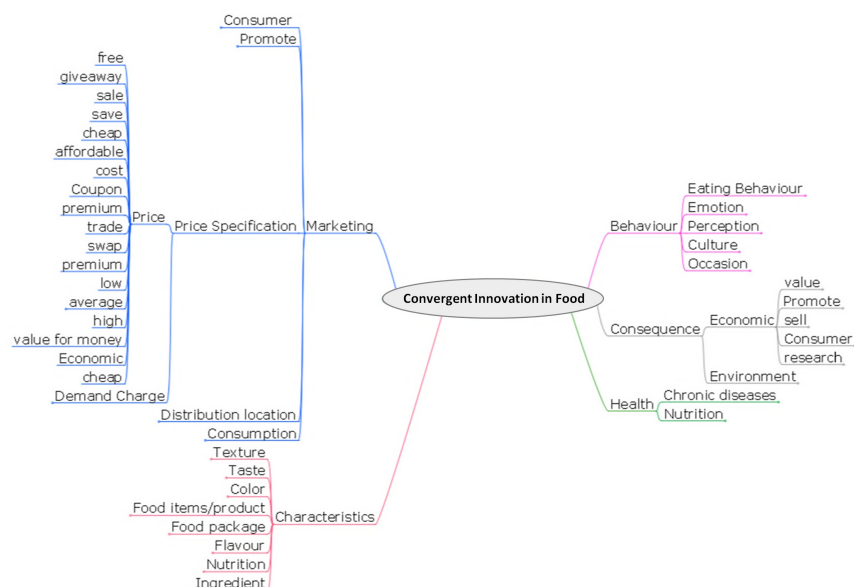 Consumer
Promote
free
giveaway
sale
save
cheap
affordable
cost
Coupon
premium
trade
swap
premium
low
average
high
value for money
Economic
cheap
Price
Demand Charge
Price Specification
Distribution location
Consumption
Marketing
Texture
Taste
Color
Food items/product
Food package
Flavour
Nutrition
Ingredient
Characteristics
Convergent Innovation in Food
Behaviour
Eating Behaviour
Emotion
Perception
Culture
Occasion
Consequence
Economic
value
Promote
sell
Consumer
research
Environment
Health
Chronic diseases
Nutrition